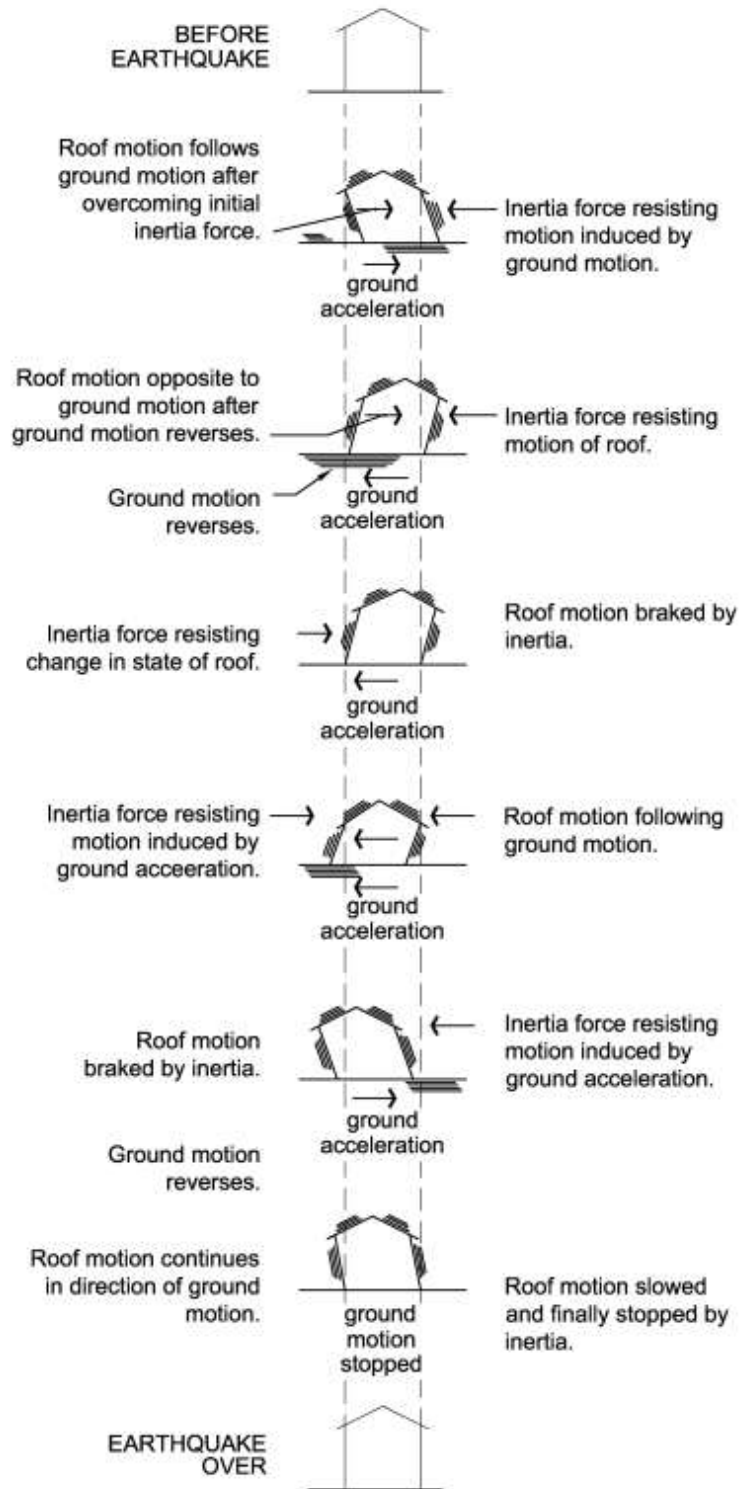 BEFORE
EARTHQUAKE
Roof motion follows
ground motion after
overcoming initial
inertia force.
Inertia force resisting
motion induced by
ground motion.
ground
acceleration
Roof motion opposite to
ground motion after
ground motion reverses.
Inertia force resisting
motion of roof.
Ground motion
reverses.
ground
acceleration
Inertia force resisting
change in state of roof.
Roof motion braked by
inertia.
ground
acceleration
Inertia force resisting
motion induced by
ground acceeration.
Roof motion following
ground motion.
ground
acceleration
Roof motion
braked by inertia.
Inertia force resisting
motion induced by
ground acceleration.
ground
acceleration
Ground motion
reverses.
Roof motion continues
in direction of ground
motion.
ground
motion
stopped
Roof motion slowed
and finally stopped by
inertia.
EARTHQUAKE
OVER